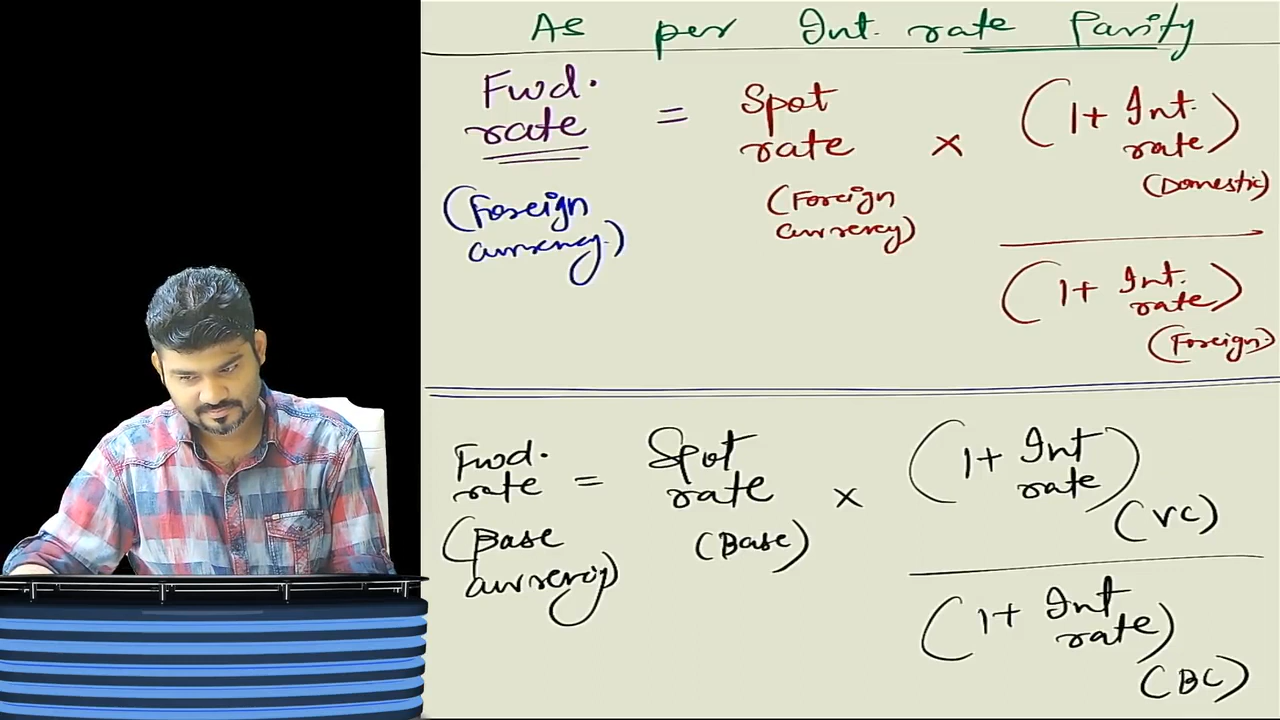 As per Int. rate Parity
Fwd. rate = Spot rate × (1+ Int. rate)
(Domestic)
(Foreign currency.) (Foreign currency)
(1+ Int. rate)
(Foreign.)
Fwd. rate = Spot rate × (1+ Int rate)
(VC)
(Base currency) (Base)
(1+ Int rate)
(BC)